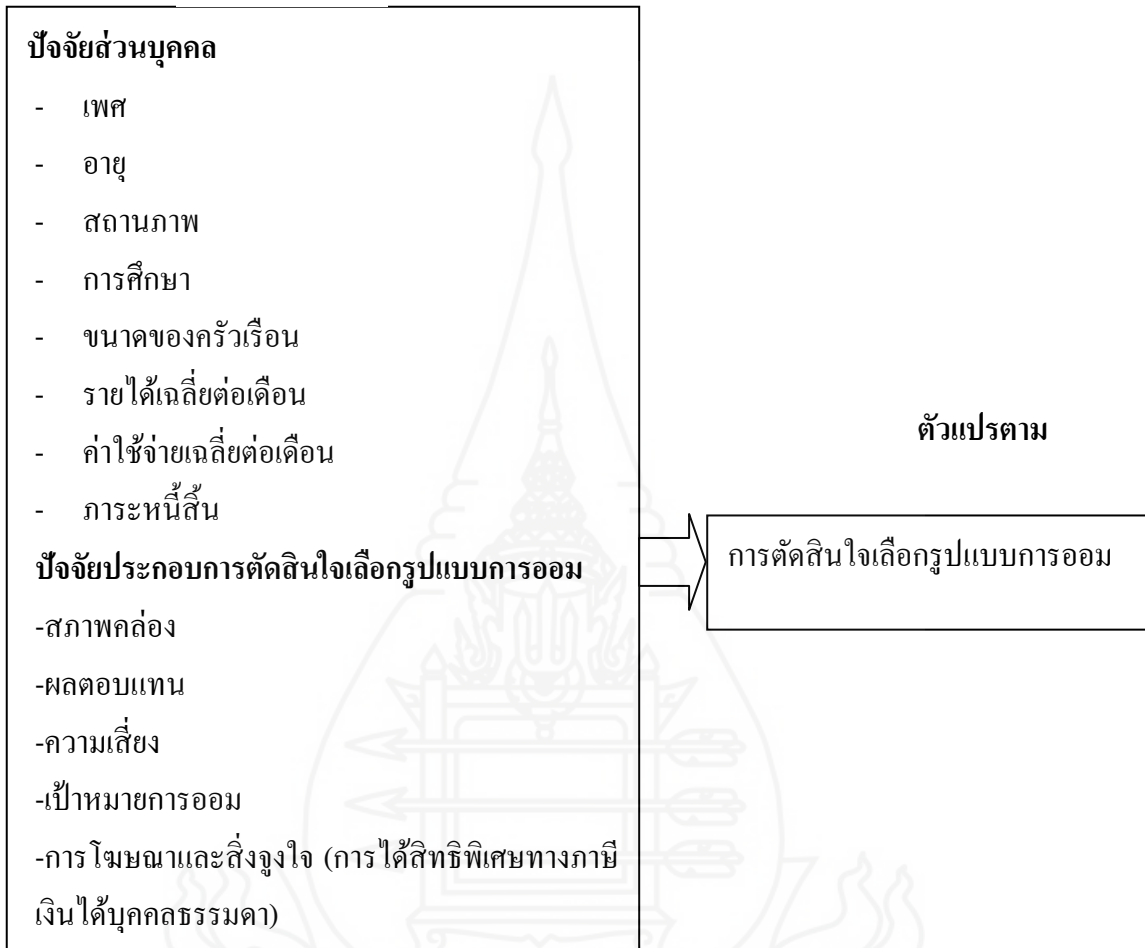 ปัจจัยส่วนบุคคล
- เพศ
- อายุ
- สถานภาพ
- การศึกษา
- ขนาดของครัวเรือน
- รายได้เฉลี่ยต่อเดือน
- ค่าใช้จ่ายเฉลี่ยต่อเดือน
- ภาระหนี้สิ้น
ปัจจัยประกอบการตัดสินใจเลือกรูปแบบการออม
-สภาพคล่อง
-ผลตอบแทน
-ความเสี่ยง
-เป้าหมายการออม
-การโฆษณาและสิ่งจูงใจ (การได้สิทธิพิเศษทางภาษี
เงินได้บุคคลธรรมดา)
ตัวแปรตาม
การตัดสินใจเลือกรูปแบบการออม